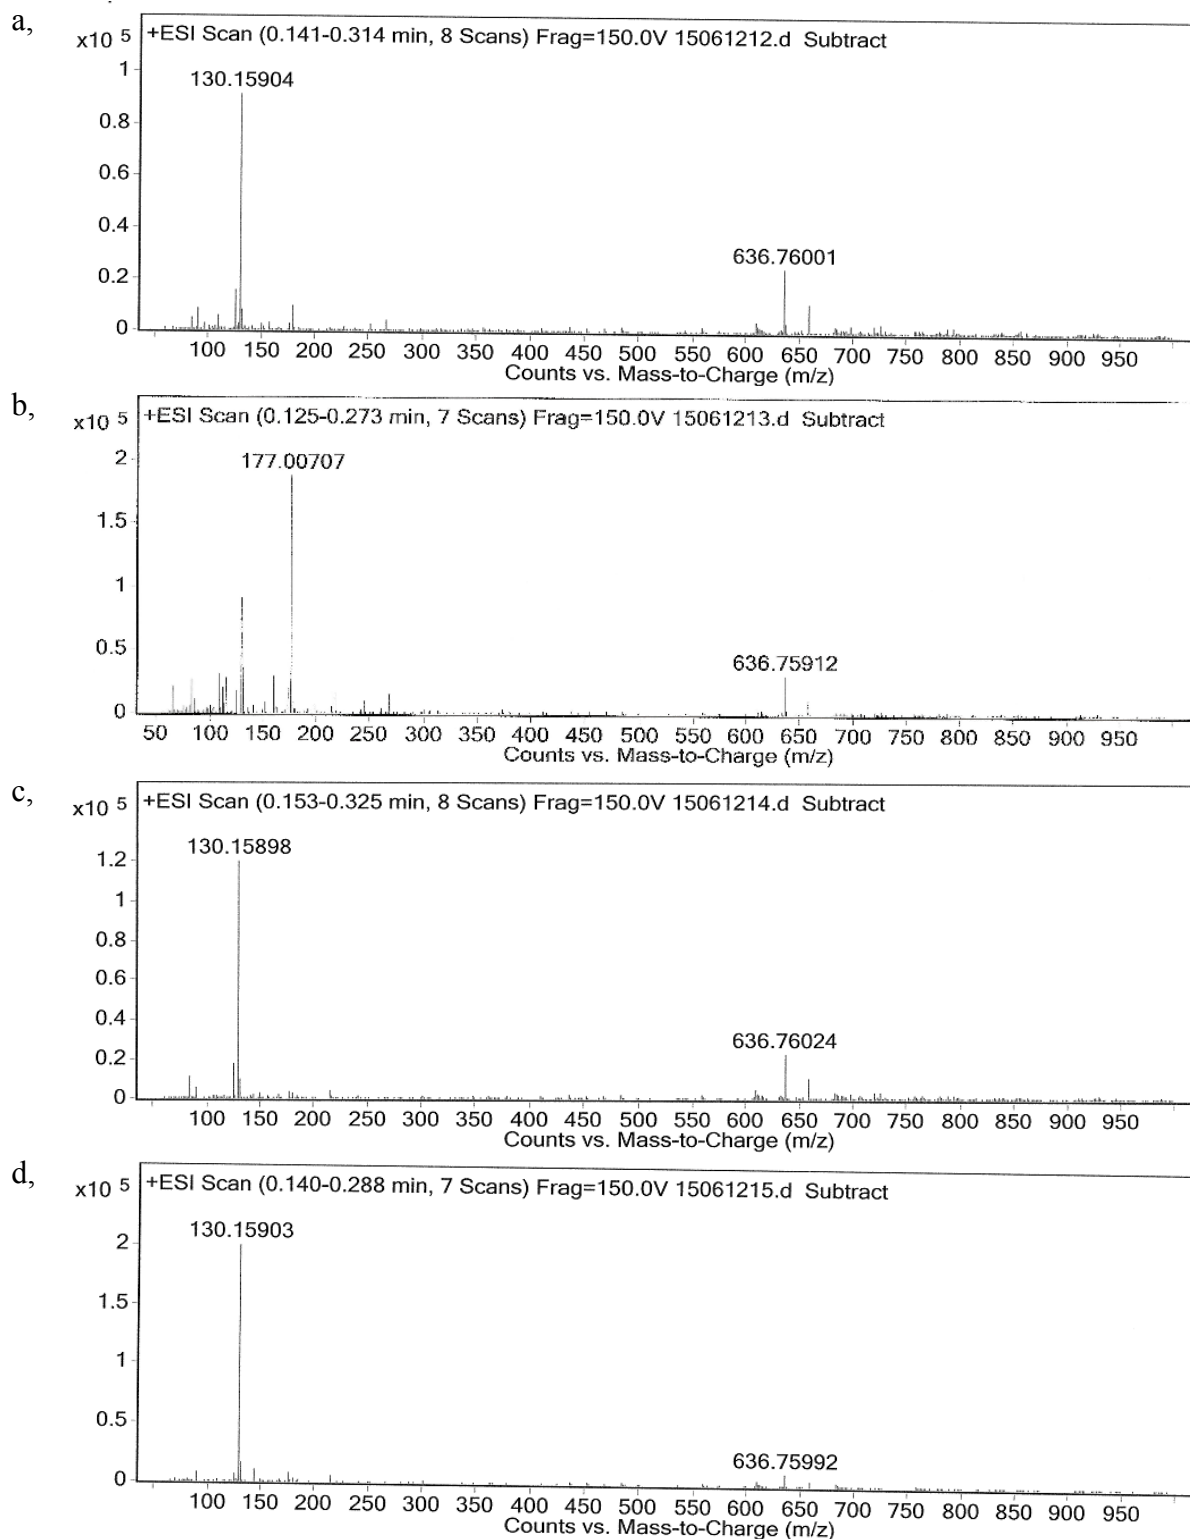 a,
x10 5
+ESI Scan (0.141-0.314 min, 8 Scans) Frag=150.0V 15061212.d Subtract
1
130.15904
0.8
0.6
0.4
636.76001
0.2
0
100 150 200 250 300 350 400 450 500 550 600 650 700 750 800 850 900 950
Counts vs. Mass-to-Charge (m/z)
b,
x10 5
+ESI Scan (0.125-0.273 min, 7 Scans) Frag=150.0V 15061213.d Subtract
2
177.00707
1.5
1
0.5
636.75912
0
50 100 150 200 250 300 350 400 450 500 550 600 650 700 750 800 850 900 950
Counts vs. Mass-to-Charge (m/z)
c,
x10 5
+ESI Scan (0.153-0.325 min, 8 Scans) Frag=150.0V 15061214.d Subtract
130.15898
1.2
1
0.8
0.6
0.4
636.76024
0.2
0
100 150 200 250 300 350 400 450 500 550 600 650 700 750 800 850 900 950
Counts vs. Mass-to-Charge (m/z)
d,
x10 5
+ESI Scan (0.140-0.288 min, 7 Scans) Frag=150.0V 15061215.d Subtract
130.15903
2
1.5
1
0.5
636.75992
0
100 150 200 250 300 350 400 450 500 550 600 650 700 750 800 850 900 950
Counts vs. Mass-to-Charge (m/z)